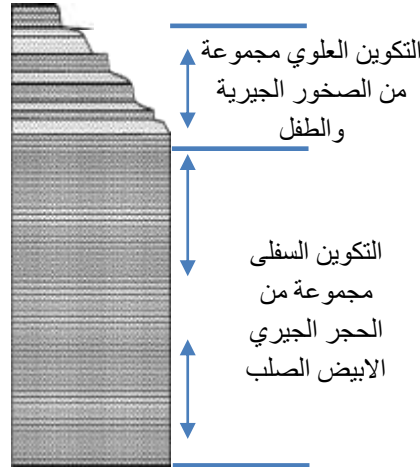 التكوين العلوي مجموعة
من الصخور الجيرية
والطفل
التكوين السفلى
مجموعة من
الحجر الجيري
الابيض الصلب